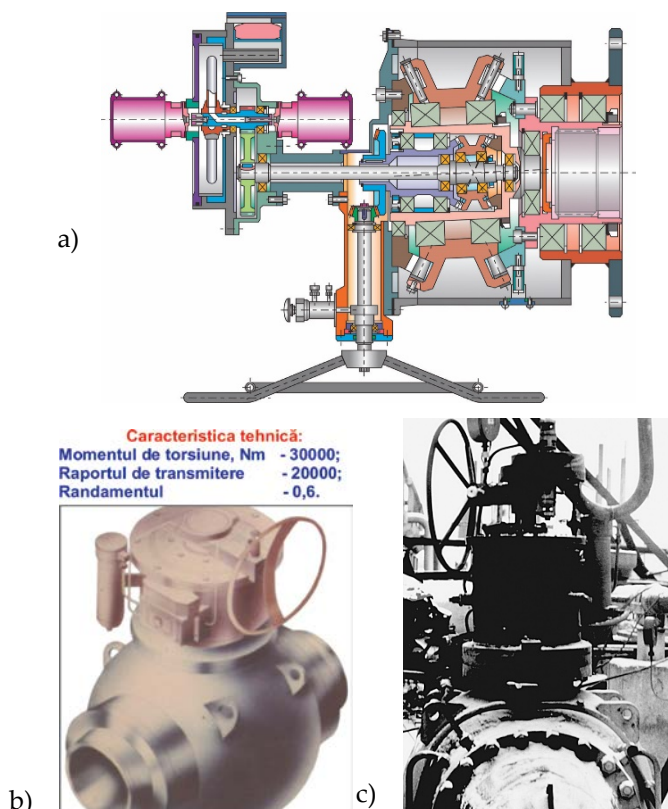 a)
Caracteristica tehnică:
Momentul de torsiune, Nm - 30000;
Raportul de transmitere - 20000;
Randamentul - 0,6.
b)
c)